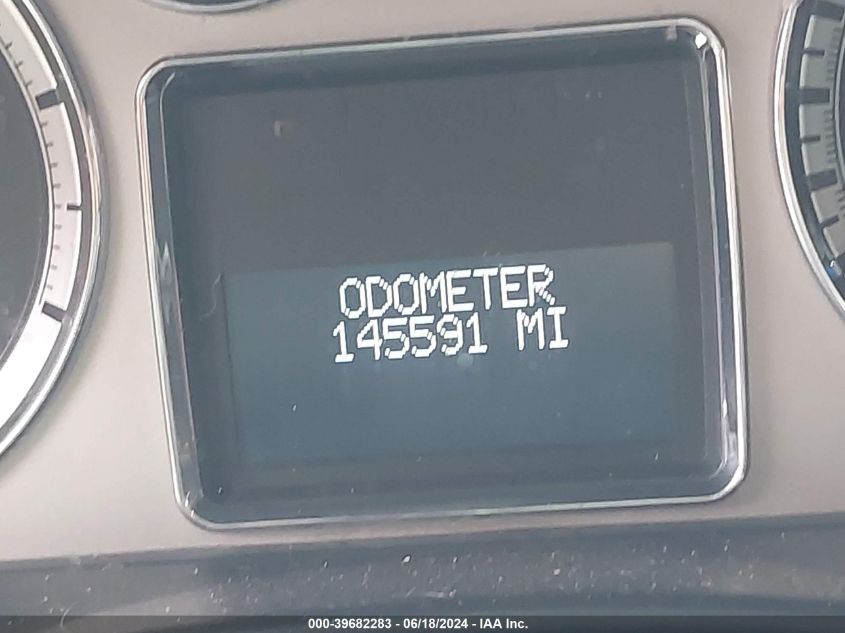 ODOMETER
145591 MI
000-39682283 - 06/18/2024 - IAA Inc.